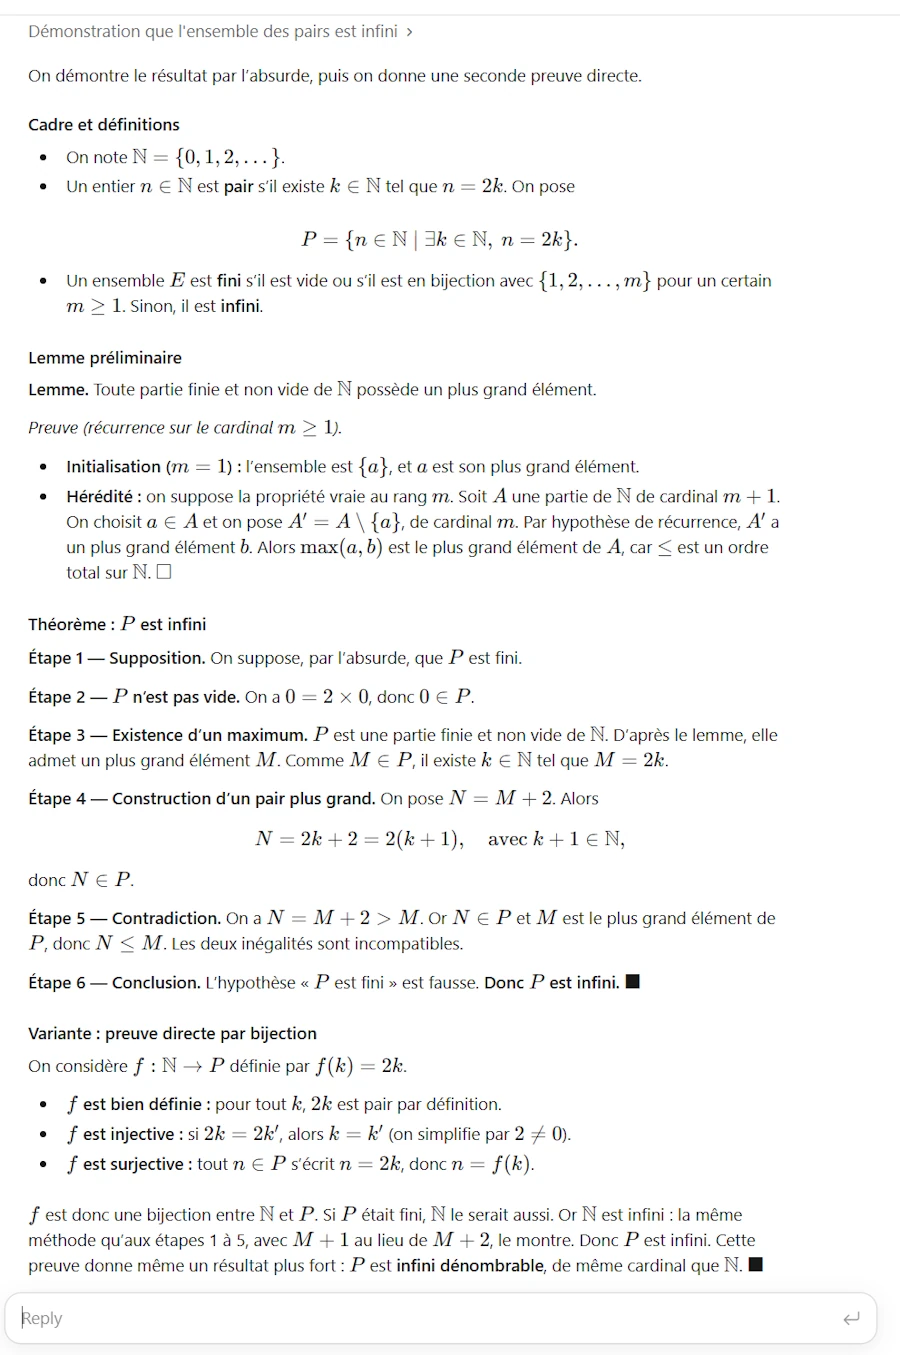 Démonstration que l'ensemble des pairs est infini >
On démontre le résultat par l'absurde, puis on donne une seconde preuve directe.
Cadre et définitions
• On note ℕ = {0, 1, 2, . . . }.
• Un entier n ∈ ℕ est pair s'il existe k ∈ ℕ tel que n = 2k. On pose
P = {n ∈ ℕ | ∃k ∈ ℕ, n = 2k}.
• Un ensemble E est fini s'il est vide ou s'il est en bijection avec {1, 2, . . . , m} pour un certain
m ≥ 1. Sinon, il est infini.
Lemme préliminaire
Lemme. Toute partie finie et non vide de ℕ possède un plus grand élément.
Preuve (récurrence sur le cardinal m ≥ 1).
• Initialisation (m = 1) : l'ensemble est {a}, et a est son plus grand élément.
• Hérédité : on suppose la propriété vraie au rang m. Soit A une partie de ℕ de cardinal m + 1.
On choisit a ∈ A et on pose A′ = A \ {a}, de cardinal m. Par hypothèse de récurrence, A′ a
un plus grand élément b. Alors max(a, b) est le plus grand élément de A, car ≤ est un ordre
total sur ℕ. □
Théorème : P est infini
Étape 1 — Supposition. On suppose, par l'absurde, que P est fini.
Étape 2 — P n'est pas vide. On a 0 = 2 × 0, donc 0 ∈ P.
Étape 3 — Existence d'un maximum. P est une partie finie et non vide de ℕ. D'après le lemme, elle
admet un plus grand élément M. Comme M ∈ P, il existe k ∈ ℕ tel que M = 2k.
Étape 4 — Construction d'un pair plus grand. On pose N = M + 2. Alors
N = 2k + 2 = 2(k + 1), avec k + 1 ∈ ℕ,
donc N ∈ P.
Étape 5 — Contradiction. On a N = M + 2 > M. Or N ∈ P et M est le plus grand élément de
P, donc N ≤ M. Les deux inégalités sont incompatibles.
Étape 6 — Conclusion. L'hypothèse « P est fini » est fausse. Donc P est infini. ■
Variante : preuve directe par bijection
On considère f : ℕ → P définie par f(k) = 2k.
• f est bien définie : pour tout k, 2k est pair par définition.
• f est injective : si 2k = 2k′, alors k = k′ (on simplifie par 2 ≠ 0).
• f est surjective : tout n ∈ P s'écrit n = 2k, donc n = f(k).
f est donc une bijection entre ℕ et P. Si P était fini, ℕ le serait aussi. Or ℕ est infini : la même
méthode qu'aux étapes 1 à 5, avec M + 1 au lieu de M + 2, le montre. Donc P est infini. Cette
preuve donne même un résultat plus fort : P est infini dénombrable, de même cardinal que ℕ. ■
Reply